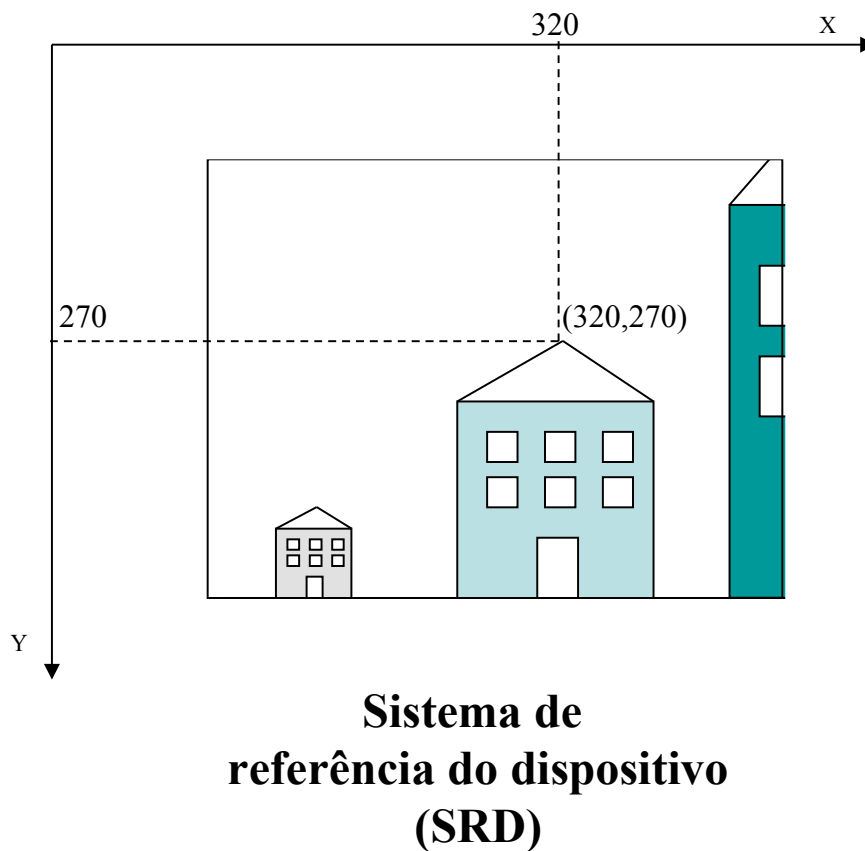 320
X
270
(320,270)
Y
Sistema de
referência do dispositivo
(SRD)